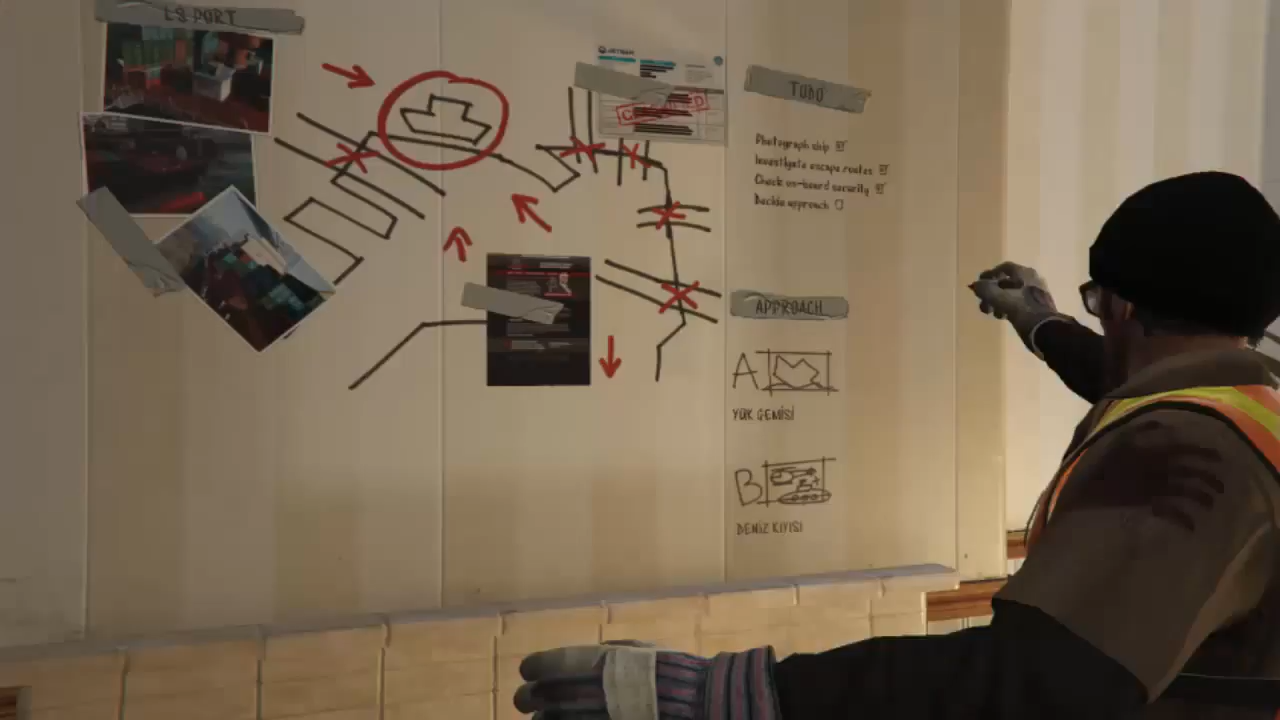 LS PORT
JETSAM
TODO
Photograph ship
Investigate escape routes
Check on-board security
Decide approach
APPROACH
A
YÜK GEMİSİ
B
DENİZ KIYISI